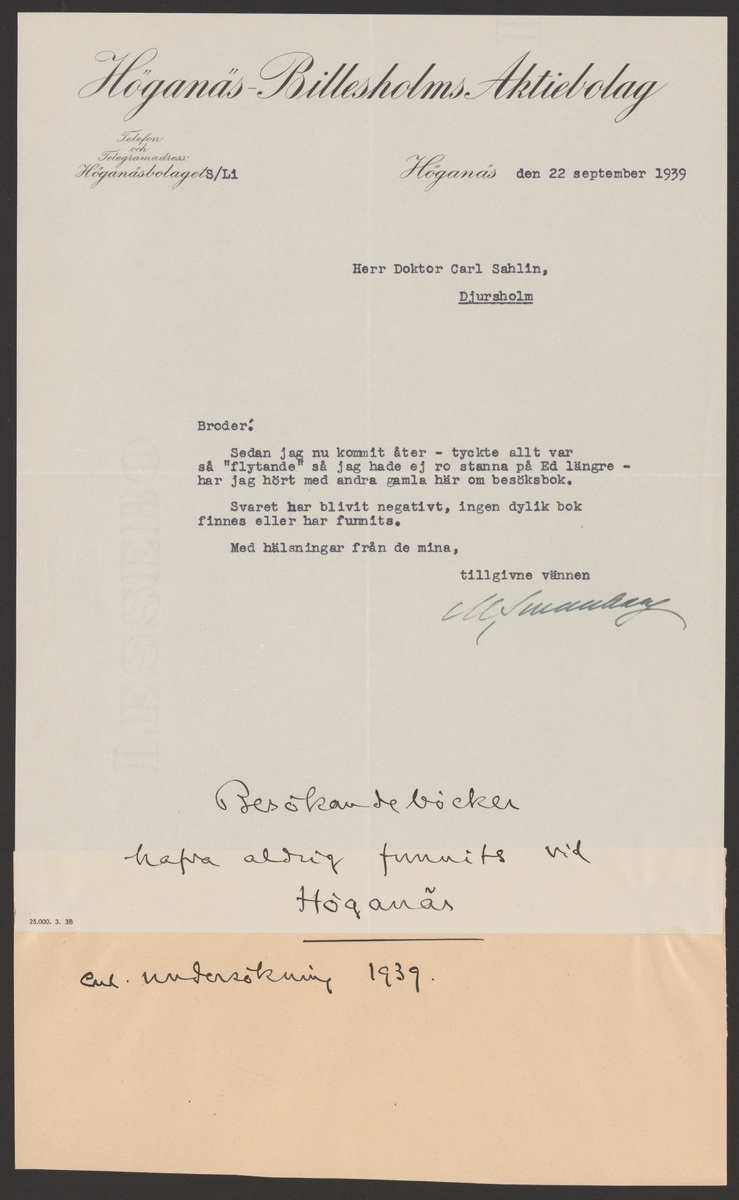 Höganäs-Billesholms Aktiebolag
Telefon
och
Telegramadress:
Höganäsbolaget S/Li
Höganäs den 22 september 1939
Herr Doktor Carl Sahlin,
Djursholm
Broder:
Sedan jag nu kommit åter - tyckte allt var
så "flytande" så jag hade ej ro stanna på Ed längre -
har jag hört med andra gamla här om besöksbok.
Svaret har blivit negativt, ingen dylik bok
finnes eller har funnits.
Med hälsningar från de mina,
tillgivne vännen
Besökandeböcker
hafva aldrig funnits vid
Höganäs
25,000. 3. 38
enl. undersökning 1939.
LESSEBO